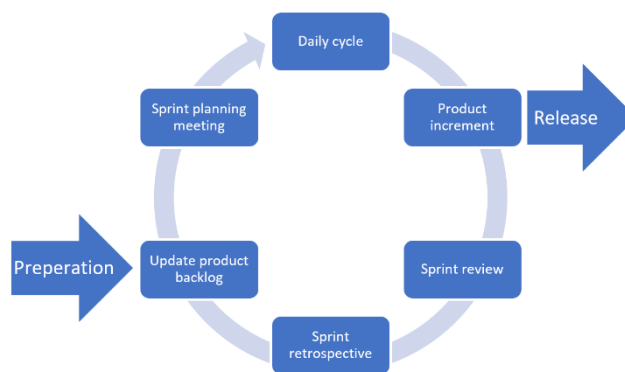 Daily cycle
Sprint planning
meeting
Product
increment
Release
Preperation
Update product
backlog
Sprint review
Sprint
retrospective